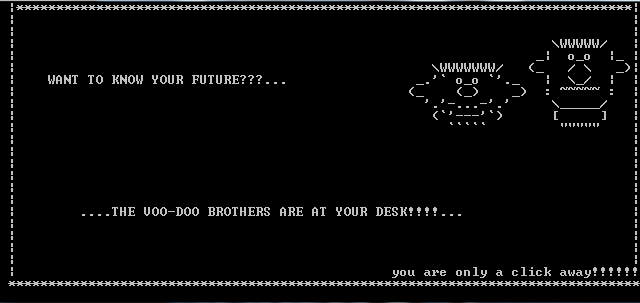 WANT TO KNOW YOUR FUTURE???...
....THE VOO-DOO BROTHERS ARE AT YOUR DESK!!!!...
you are only a click away!!!!!!